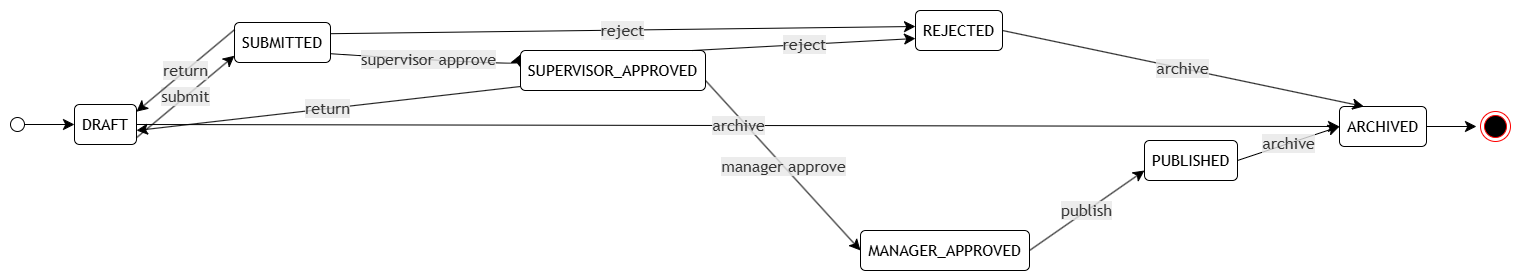 SUBMITTED
reject
REJECTED
supervisor approve
reject
SUPERVISOR_APPROVED
return
archive
submit
return
DRAFT
archive
ARCHIVED
archive
PUBLISHED
manager approve
publish
MANAGER_APPROVED